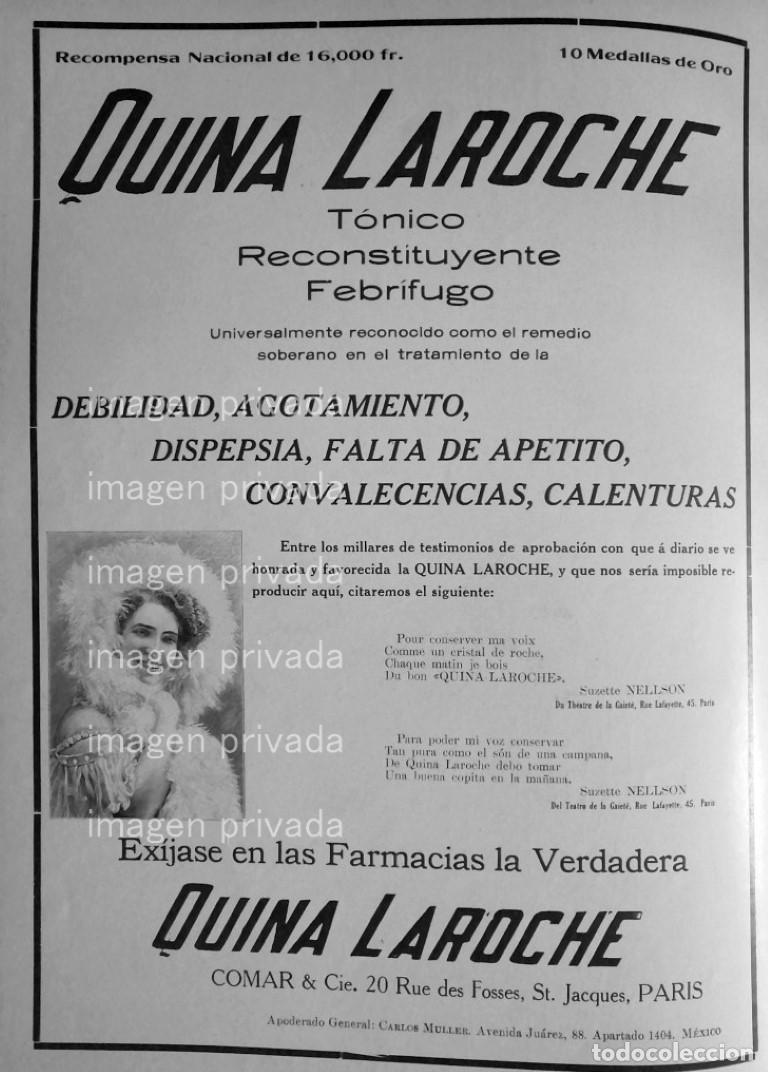 Recompensa Nacional de 16,000 fr. 10 Medallas de Oro
QUINA LAROCHE
Tónico
Reconstituyente
Febrífugo
Universalmente reconocido como el remedio
soberano en el tratamiento de la
DEBILIDAD, AGOTAMIENTO,
imagen privada
DISPEPSIA, FALTA DE APETITO,
CONVALECENCIAS, CALENTURAS
imagen privada
Entre los millares de testimonios de aprobación con que á diario se ve
honrada y favorecida la QUINA LAROCHE, y que nos sería imposible re-
imagen privada
producir aquí, citaremos el siguiente:
Pour conserver ma voix
Comme un cristal de roche,
imagen privada
Chaque matin je bois
Du bon «QUINA LAROCHE».
Suzette NELLSON
Du Théatre de la Gaieté, Rue Lafayette, 45. Paris
Para poder mi voz conservar
imagen privada
Tan pura como el són de una campana,
De Quina Laroche debo tomar
Una buena copita en la mañana.
Suzette NELLSON
Del Teatro de la Gaieté, Rue Lafayette, 45. Paris
imagen privada
Exíjase en las Farmacias la Verdadera
QUINA LAROCHE
COMAR & Cie. 20 Rue des Fosses, St. Jacques, PARIS
Apoderado General: CARLOS MULLER. Avenida Juárez, 88. Apartado 1404. MÉXICO
todocoleccion